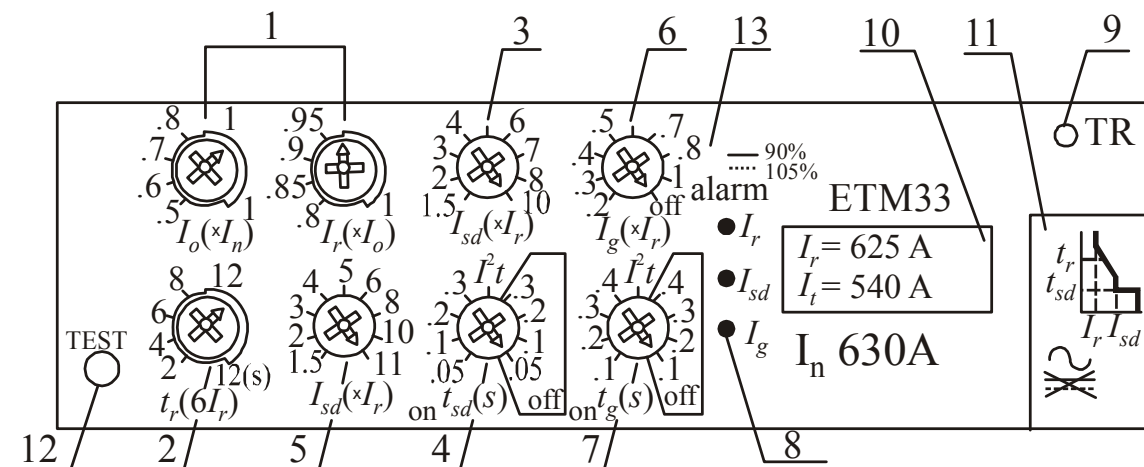 1 3 6 13 10 11 9
.5 .6 .7 .8 1 1
I_o(×I_n)
.8 .85 .9 .95 1
I_r(×I_o)
1.5 2 3 4 6 7 8 10
I_sd(×I_r)
.2 .3 .4 .5 .7 .8 1 off
I_g(×I_r)
90%
105%
alarm
I_r
I_sd
I_g
ETM33
I_r = 625 A
I_t = 540 A
I_n 630A
TR
t_r
t_sd
I_r I_sd
TEST
2 4 6 8 12 12(s)
t_r(6I_r)
1.5 2 3 4 5 6 8 10 11
I_sd(×I_r)
I²t
.05 .1 .2 .3 .3 .2 .1 .05
on t_sd(s) off
I²t
.1 .2 .3 .4 .4 .3 .2 .1
on t_g(s) off
12 2 5 4 7 8